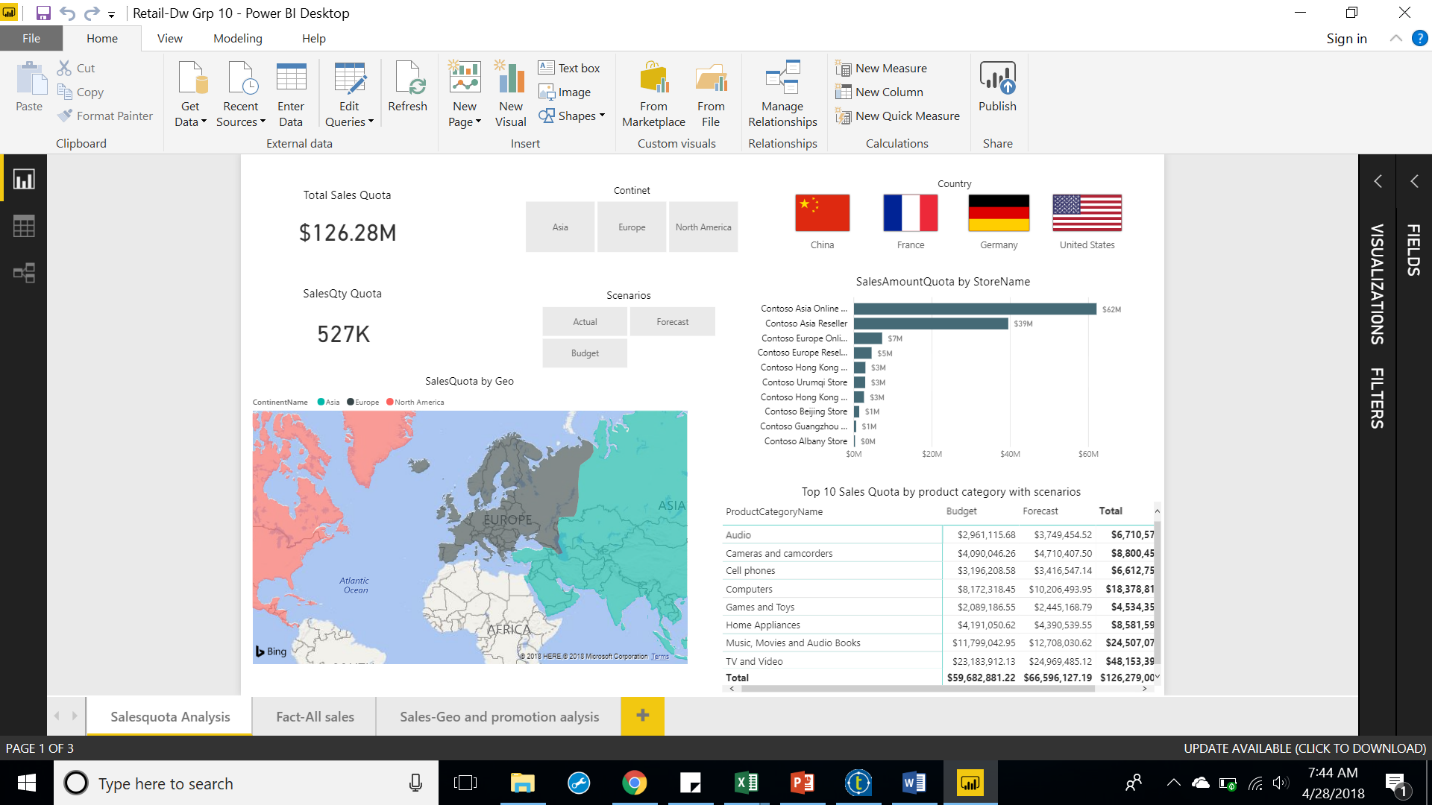 Retail-Dw Grp 10 - Power BI Desktop
File Home View Modeling Help Sign in
Paste Cut Copy Format Painter
Get Data Recent Sources Enter Data Edit Queries Refresh
New Page New Visual Text box Image Shapes
From Marketplace From File Manage Relationships
New Measure New Column New Quick Measure Publish
Clipboard External data Insert Custom visuals Relationships Calculations Share
Total Sales Quota
$126.28M
SalesQty Quota
527K
Continet
Asia Europe North America
Scenarios
Actual Forecast
Budget
Country
China France Germany United States
SalesAmountQuota by StoreName
Contoso Asia Online ... $62M
Contoso Asia Reseller $39M
Contoso Europe Onli... $7M
Contoso Europe Resel... $5M
Contoso Hong Kong ... $3M
Contoso Urumqi Store $3M
Contoso Hong Kong ... $3M
Contoso Beijing Store $1M
Contoso Guangzhou ... $1M
Contoso Albany Store $0M
$0M $20M $40M $60M
SalesQuota by Geo
ContinentName Asia Europe North America
ASIA
EUROPE
Atlantic
Ocean
AFRICA
Bing
© 2018 HERE © 2018 Microsoft Corporation Terms
Top 10 Sales Quota by product category with scenarios
ProductCategoryName Budget Forecast Total
Audio $2,961,115.68 $3,749,454.52 $6,710,57
Cameras and camcorders $4,090,046.26 $4,710,407.50 $8,800,45
Cell phones $3,196,208.58 $3,416,547.14 $6,612,75
Computers $8,172,318.45 $10,206,493.95 $18,378,81
Games and Toys $2,089,186.55 $2,445,168.79 $4,534,35
Home Appliances $4,191,050.62 $4,390,539.55 $8,581,59
Music, Movies and Audio Books $11,799,042.95 $12,708,030.62 $24,507,07
TV and Video $23,183,912.13 $24,969,485.12 $48,153,39
Total $59,682,881.22 $66,596,127.19 $126,279,00
VISUALIZATIONS
FILTERS
FIELDS
Salesquota Analysis Fact-All sales Sales-Geo and promotion aalysis
PAGE 1 OF 3 UPDATE AVAILABLE (CLICK TO DOWNLOAD)
Type here to search
7:44 AM
4/28/2018
1